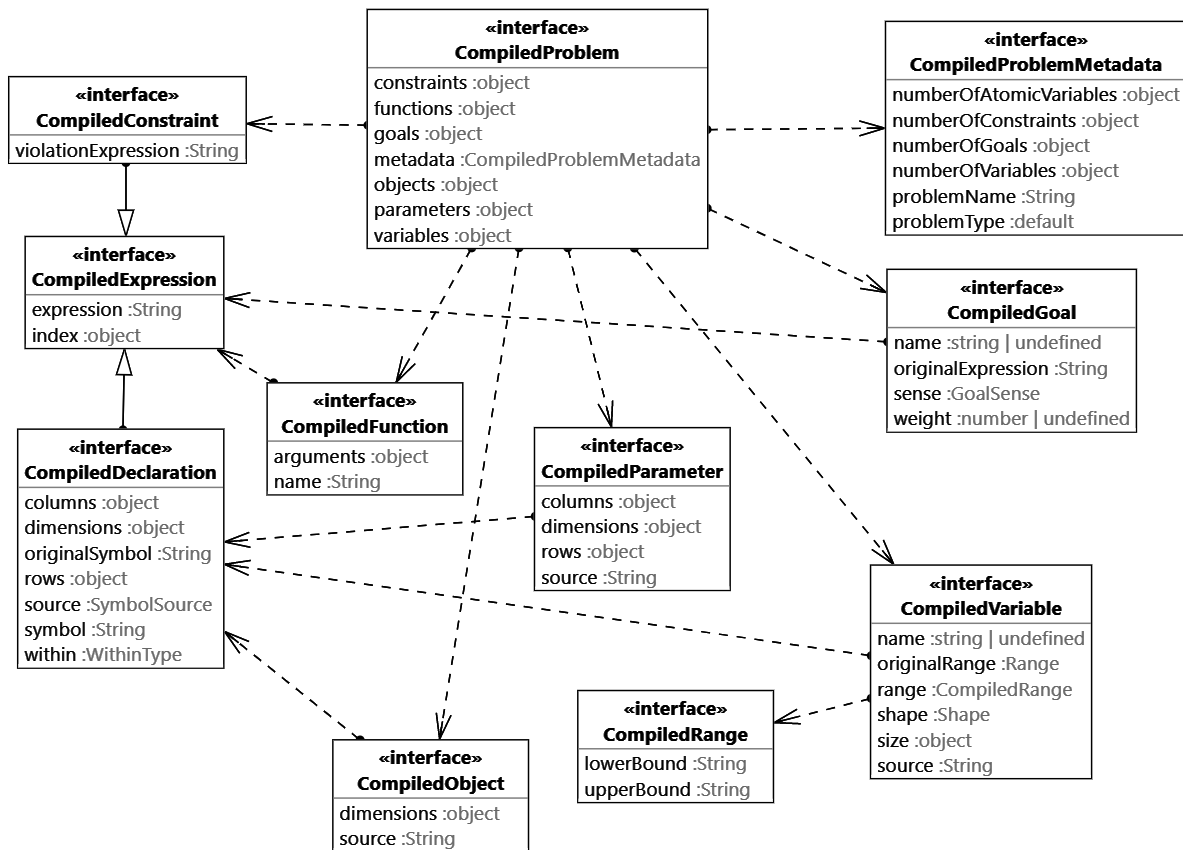 «interface»
CompiledProblem
constraints :object
functions :object
goals :object
metadata :CompiledProblemMetadata
objects :object
parameters :object
variables :object
«interface»
CompiledProblemMetadata
numberOfAtomicVariables :object
numberOfConstraints :object
numberOfGoals :object
numberOfVariables :object
problemName :String
problemType :default
«interface»
CompiledConstraint
violationExpression :String
«interface»
CompiledExpression
expression :String
index :object
«interface»
CompiledGoal
name :string | undefined
originalExpression :String
sense :GoalSense
weight :number | undefined
«interface»
CompiledFunction
arguments :object
name :String
«interface»
CompiledDeclaration
columns :object
dimensions :object
originalSymbol :String
rows :object
source :SymbolSource
symbol :String
within :WithinType
«interface»
CompiledParameter
columns :object
dimensions :object
rows :object
source :String
«interface»
CompiledVariable
name :string | undefined
originalRange :Range
range :CompiledRange
shape :Shape
size :object
source :String
«interface»
CompiledRange
lowerBound :String
upperBound :String
«interface»
CompiledObject
dimensions :object
source :String